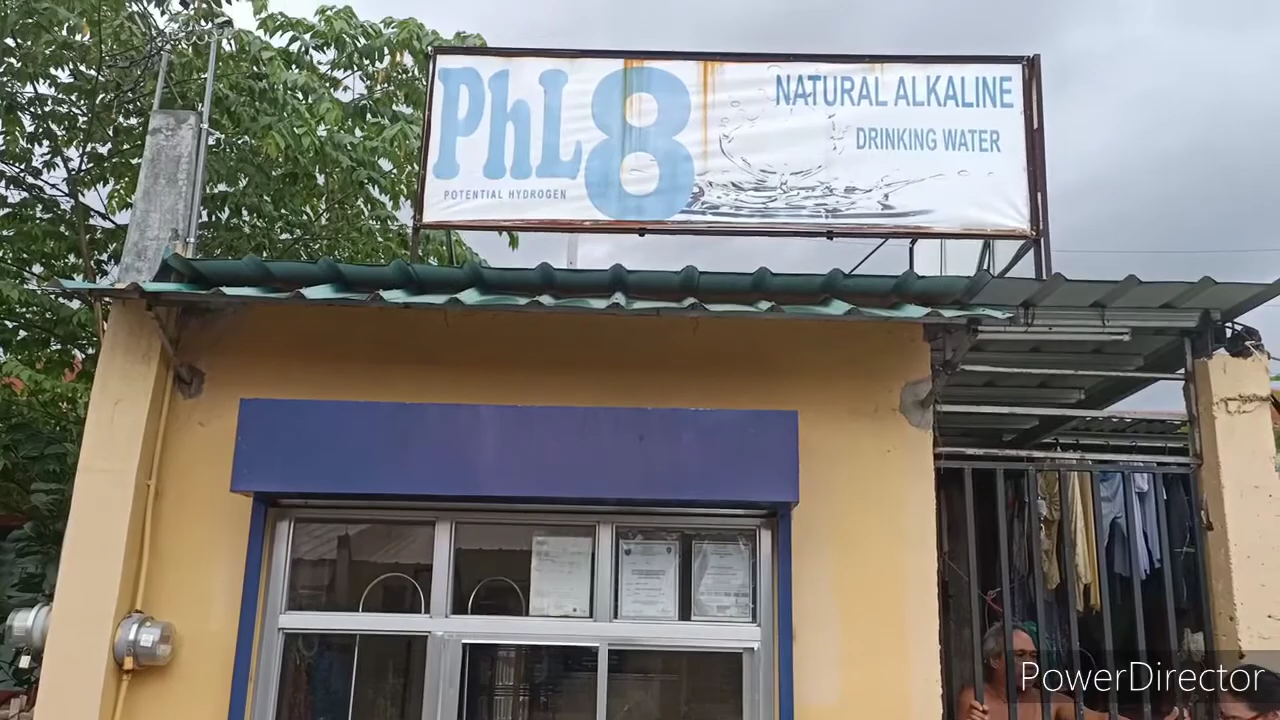 PhL8
POTENTIAL HYDROGEN
NATURAL ALKALINE
DRINKING WATER
PowerDirector